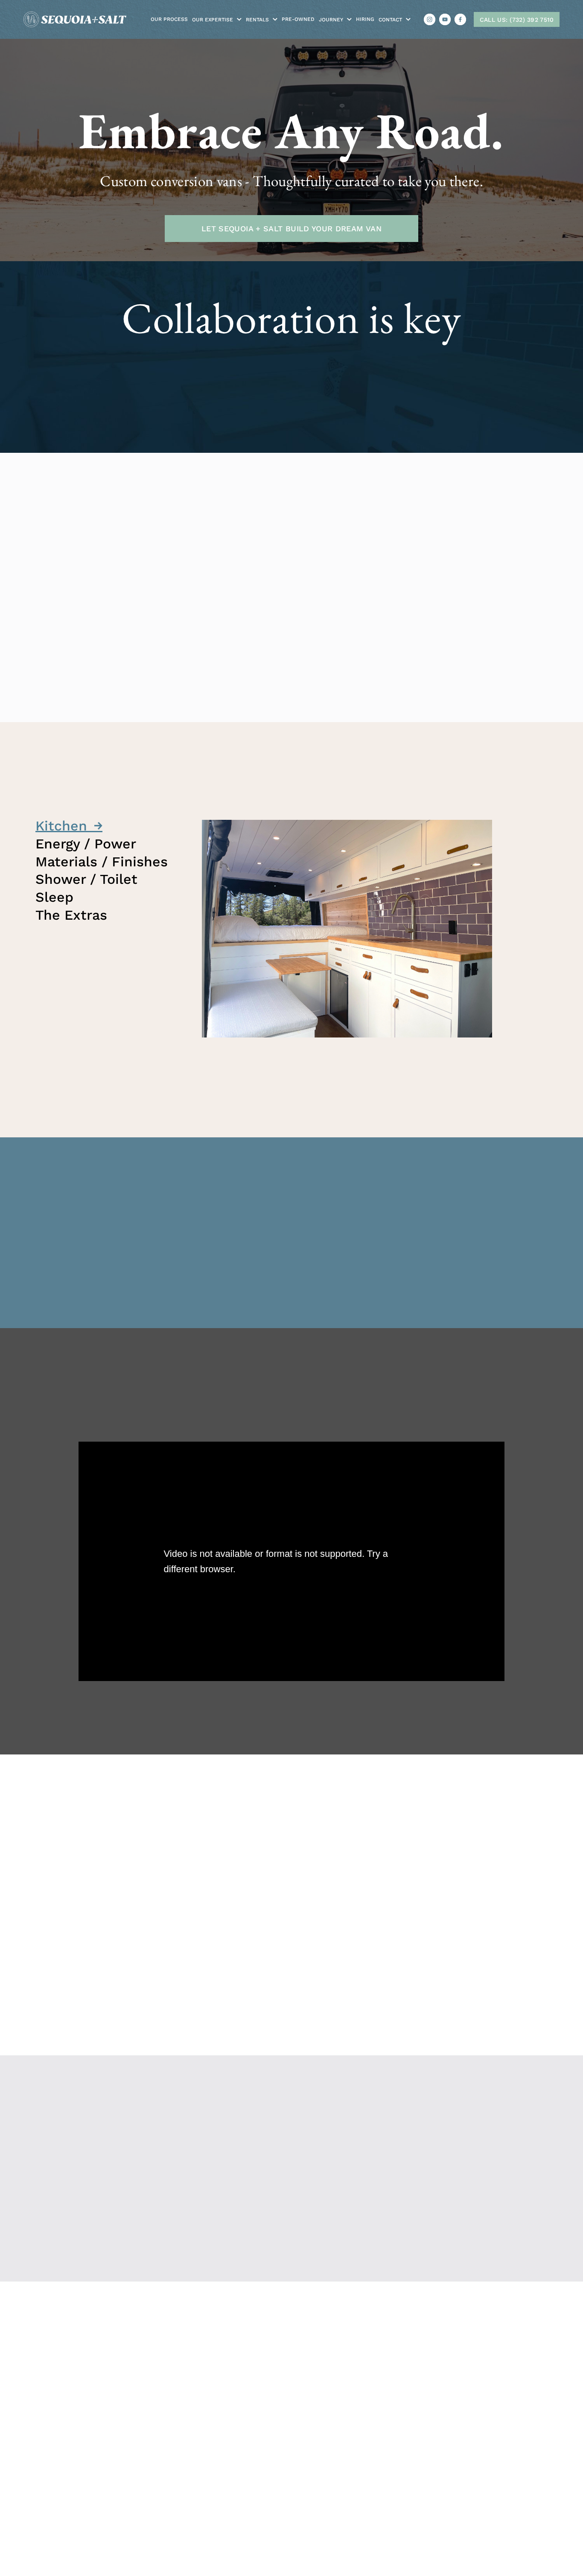 SEQUOIA+SALT
OUR PROCESS
OUR EXPERTISE
RENTALS
PRE-OWNED
JOURNEY
HIRING
CONTACT
CALL US: (732) 392 7510
Embrace Any Road.
Custom conversion vans - Thoughtfully curated to take you there.
LET SEQUOIA + SALT BUILD YOUR DREAM VAN
Collaboration is key
Kitchen →
Energy / Power
Materials / Finishes
Shower / Toilet
Sleep
The Extras
Video is not available or format is not supported. Try a
different browser.